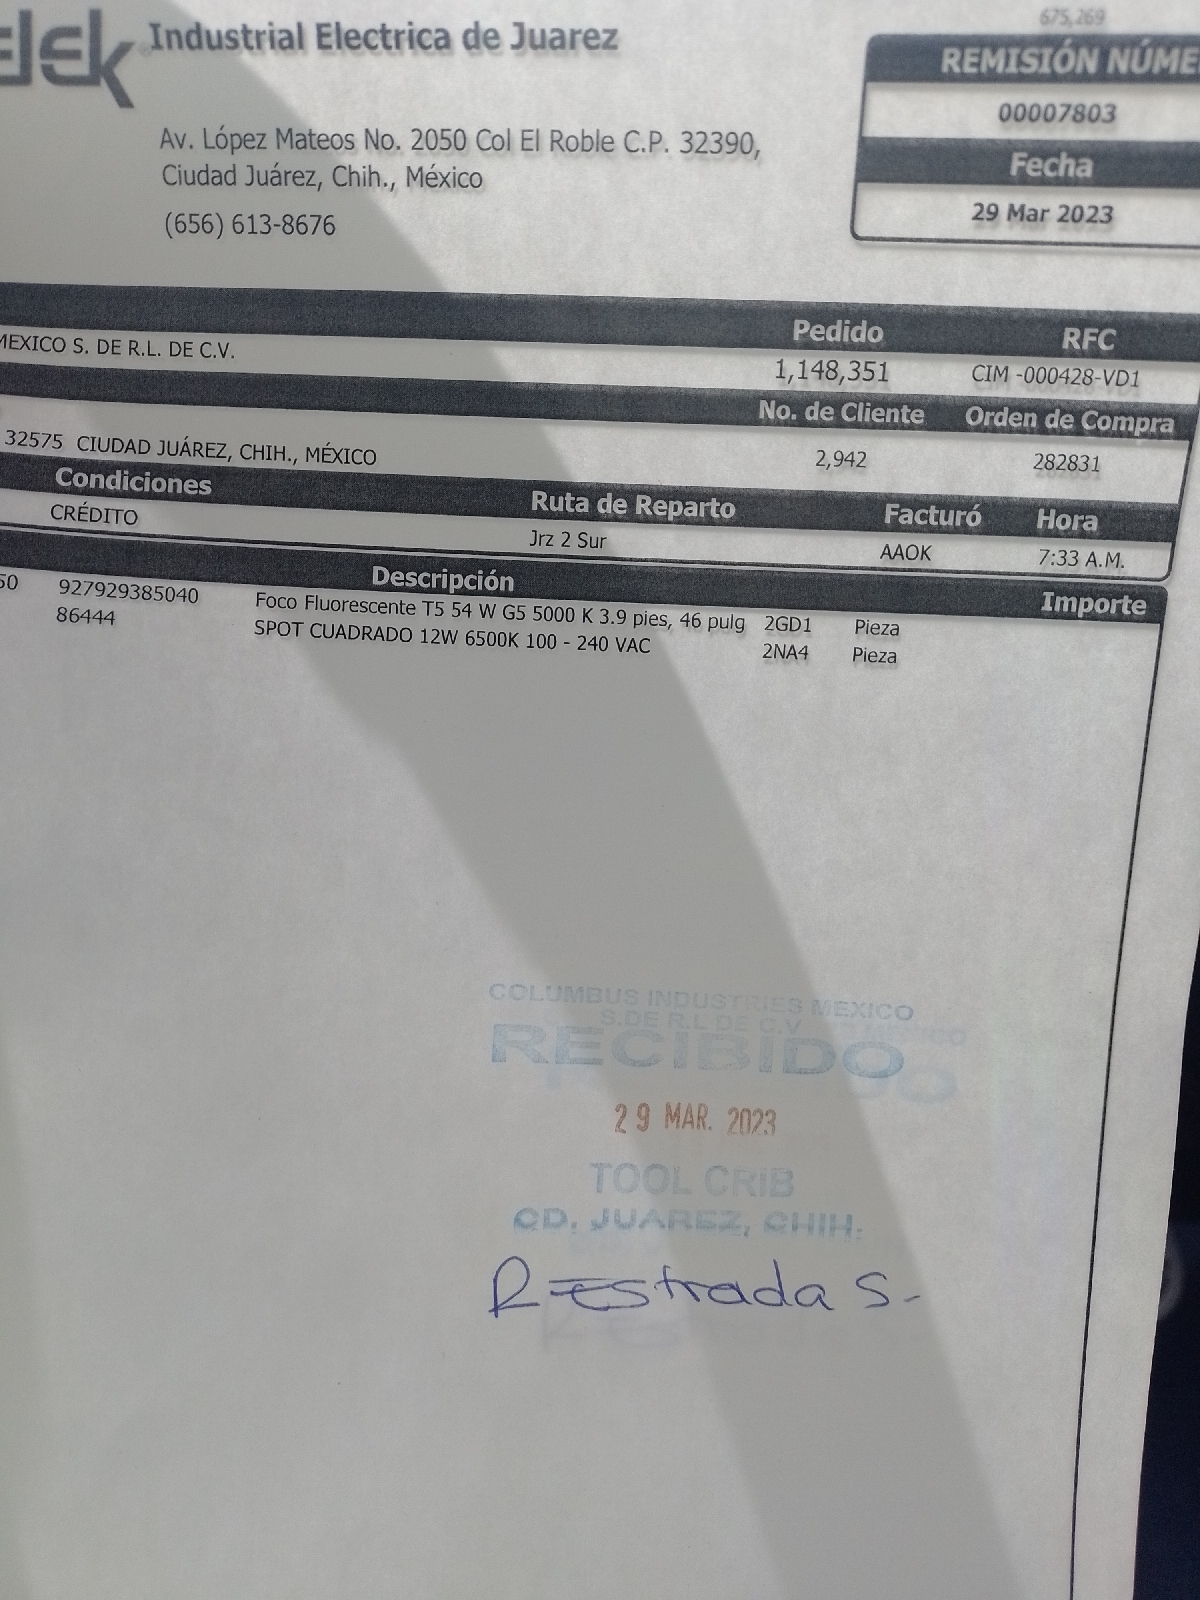 675,269
elek Industrial Electrica de Juarez
REMISIÓN NÚME
00007803
Av. López Mateos No. 2050 Col El Roble C.P. 32390,
Ciudad Juárez, Chih., México
Fecha
(656) 613-8676
29 Mar 2023
Pedido RFC
MEXICO S. DE R.L. DE C.V. 1,148,351 CIM -000428-VD1
No. de Cliente Orden de Compra
32575 CIUDAD JUÁREZ, CHIH., MÉXICO 2,942 282831
Condiciones Ruta de Reparto Facturó Hora
CRÉDITO Jrz 2 Sur AAOK 7:33 A.M.
Descripción Importe
50 927929385040 Foco Fluorescente T5 54 W G5 5000 K 3.9 pies, 46 pulg 2GD1 Pieza
86444 SPOT CUADRADO 12W 6500K 100 - 240 VAC 2NA4 Pieza
COLUMBUS INDUSTRIES MEXICO
S.DE R.L DE C.V
RECIBIDO
29 MAR. 2023
TOOL CRIB
CD. JUAREZ, CHIH.
R Estrada S.